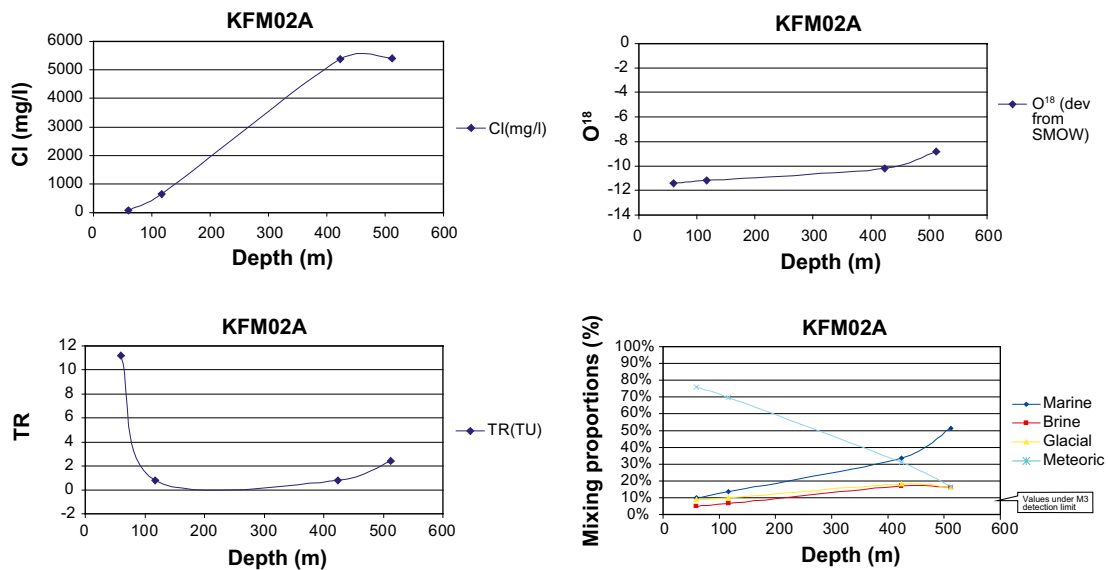 KFM02A
Cl (mg/l)
6000
5000
4000
3000
2000
1000
0
0 100 200 300 400 500 600
Depth (m)
Cl(mg/l)
KFM02A
O¹⁸
0
-2
-4
-6
-8
-10
-12
-14
0 100 200 300 400 500 600
Depth (m)
O¹⁸ (dev
from
SMOW)
KFM02A
TR
12
10
8
6
4
2
0
-2
0 100 200 300 400 500 600
Depth (m)
TR(TU)
KFM02A
Mixing proportions (%)
100%
90%
80%
70%
60%
50%
40%
30%
20%
10%
0%
0 100 200 300 400 500 600
Depth (m)
Marine
Brine
Glacial
Meteoric
Values under M3
detection limit